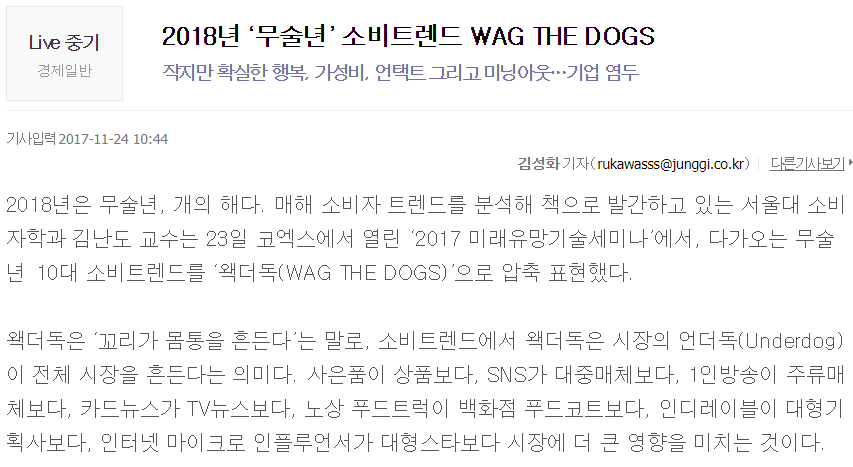 Live 중기
경제일반
2018년 ‘무술년’ 소비트렌드 WAG THE DOGS
작지만 확실한 행복, 가성비, 언택트 그리고 미닝아웃…기업 염두
기사입력 2017-11-24 10:44
김성화 기자(rukawasss@junggi.co.kr) | 다른기사보기
2018년은 무술년, 개의 해다. 매해 소비자 트렌드를 분석해 책으로 발간하고 있는 서울대 소비
자학과 김난도 교수는 23일 코엑스에서 열린 ‘2017 미래유망기술세미나’에서, 다가오는 무술
년 10대 소비트렌드를 ‘왝더독(WAG THE DOGS)’으로 압축 표현했다.
왝더독은 ‘꼬리가 몸통을 흔든다’는 말로, 소비트렌드에서 왝더독은 시장의 언더독(Underdog)
이 전체 시장을 흔든다는 의미다. 사은품이 상품보다, SNS가 대중매체보다, 1인방송이 주류매
체보다, 카드뉴스가 TV뉴스보다, 노상 푸드트럭이 백화점 푸드코트보다, 인디레이블이 대형기
획사보다, 인터넷 마이크로 인플루언서가 대형스타보다 시장에 더 큰 영향을 미치는 것이다.